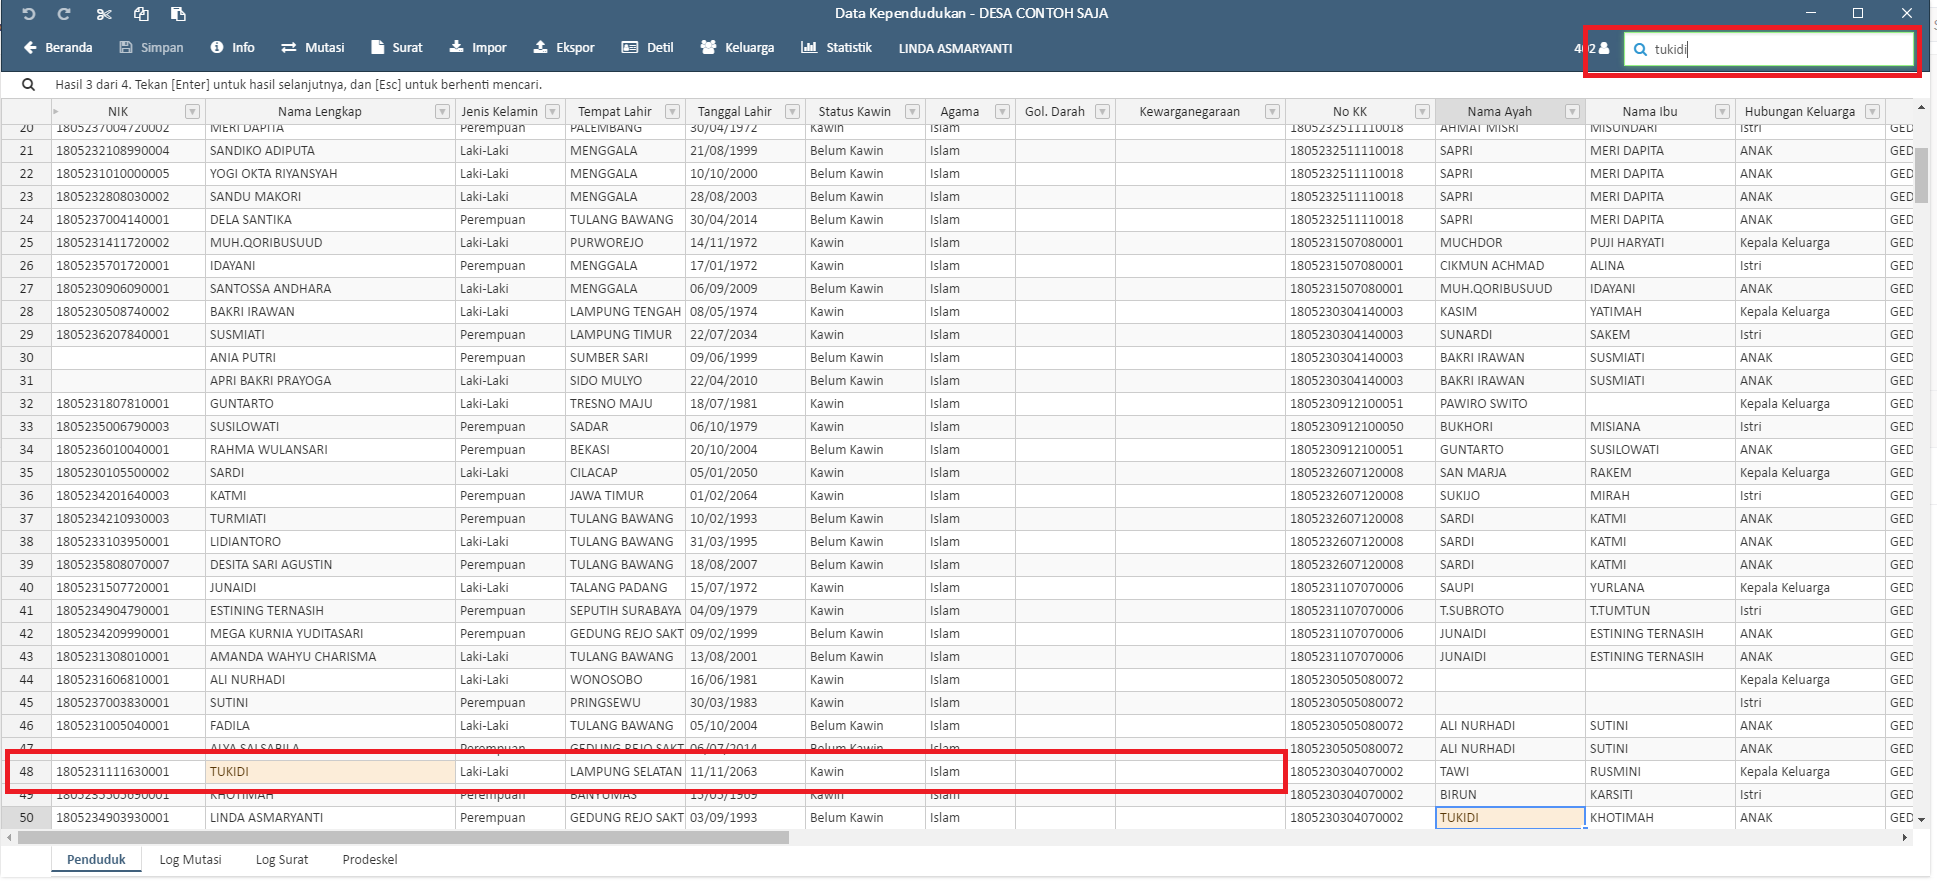 Data Kependudukan - DESA CONTOH SAJA
Beranda Simpan Info Mutasi Surat Impor Ekspor Detil Keluarga Statistik LINDA ASMARYANTI 402 tukidi
Hasil 3 dari 4. Tekan [Enter] untuk hasil selanjutnya, dan [Esc] untuk berhenti mencari.
NIK Nama Lengkap Jenis Kelamin Tempat Lahir Tanggal Lahir Status Kawin Agama Gol. Darah Kewarganegaraan No KK Nama Ayah Nama Ibu Hubungan Keluarga
20 1805237004720002 MERI DAPITA Perempuan PALEMBANG 30/04/1972 Kawin Islam 1805232511110018 AHMAT MISRI MISUNDARI Istri GED
21 1805232108990004 SANDIKO ADIPUTA Laki-Laki MENGGALA 21/08/1999 Belum Kawin Islam 1805232511110018 SAPRI MERI DAPITA ANAK GED
22 1805231010000005 YOGI OKTA RIYANSYAH Laki-Laki MENGGALA 10/10/2000 Belum Kawin Islam 1805232511110018 SAPRI MERI DAPITA ANAK GED
23 1805232808030002 SANDU MAKORI Laki-Laki MENGGALA 28/08/2003 Belum Kawin Islam 1805232511110018 SAPRI MERI DAPITA ANAK GED
24 1805237004140001 DELA SANTIKA Perempuan TULANG BAWANG 30/04/2014 Belum Kawin Islam 1805232511110018 SAPRI MERI DAPITA ANAK GED
25 1805231411720002 MUH.QORIBUSUUD Laki-Laki PURWOREJO 14/11/1972 Kawin Islam 1805231507080001 MUCHDOR PUJI HARYATI Kepala Keluarga GED
26 1805235701720001 IDAYANI Perempuan MENGGALA 17/01/1972 Kawin Islam 1805231507080001 CIKMUN ACHMAD ALINA Istri GED
27 1805230906090001 SANTOSSA ANDHARA Laki-Laki MENGGALA 06/09/2009 Belum Kawin Islam 1805231507080001 MUH.QORIBUSUUD IDAYANI ANAK GED
28 1805230508740002 BAKRI IRAWAN Laki-Laki LAMPUNG TENGAH 08/05/1974 Kawin Islam 1805230304140003 KASIM YATIMAH Kepala Keluarga GED
29 1805236207840001 SUSMIATI Perempuan LAMPUNG TIMUR 22/07/2034 Kawin Islam 1805230304140003 SUNARDI SAKEM Istri GED
30 ANIA PUTRI Perempuan SUMBER SARI 09/06/1999 Belum Kawin Islam 1805230304140003 BAKRI IRAWAN SUSMIATI ANAK GED
31 APRI BAKRI PRAYOGA Laki-Laki SIDO MULYO 22/04/2010 Belum Kawin Islam 1805230304140003 BAKRI IRAWAN SUSMIATI ANAK GED
32 1805231807810001 GUNTARTO Laki-Laki TRESNO MAJU 18/07/1981 Kawin Islam 1805230912100051 PAWIRO SWITO Kepala Keluarga GED
33 1805235006790003 SUSILOWATI Perempuan SADAR 06/10/1979 Kawin Islam 1805230912100050 BUKHORI MISIANA Istri GED
34 1805236010040001 RAHMA WULANSARI Perempuan BEKASI 20/10/2004 Belum Kawin Islam 1805230912100051 GUNTARTO SUSILOWATI ANAK GED
35 1805230105500002 SARDI Laki-Laki CILACAP 05/01/2050 Kawin Islam 1805232607120008 SAN MARJA RAKEM Kepala Keluarga GED
36 1805234201640003 KATMI Perempuan JAWA TIMUR 01/02/2064 Kawin Islam 1805232607120008 SUKIJO MIRAH Istri GED
37 1805234210930003 TURMIATI Perempuan TULANG BAWANG 10/02/1993 Belum Kawin Islam 1805232607120008 SARDI KATMI ANAK GED
38 1805233103950001 LIDIANTORO Laki-Laki TULANG BAWANG 31/03/1995 Belum Kawin Islam 1805232607120008 SARDI KATMI ANAK GED
39 1805235808070007 DESITA SARI AGUSTIN Perempuan TULANG BAWANG 18/08/2007 Belum Kawin Islam 1805232607120008 SARDI KATMI ANAK GED
40 1805231507720001 JUNAIDI Laki-Laki TALANG PADANG 15/07/1972 Kawin Islam 1805231107070006 SAUPI YURLANA Kepala Keluarga GED
41 1805234904790001 ESTINING TERNASIH Perempuan SEPUTIH SURABAYA 04/09/1979 Kawin Islam 1805231107070006 T.SUBROTO T.TUMTUN Istri GED
42 1805234209990001 MEGA KURNIA YUDITASARI Perempuan GEDUNG REJO SAKT 09/02/1999 Belum Kawin Islam 1805231107070006 JUNAIDI ESTINING TERNASIH ANAK GED
43 1805231308010001 AMANDA WAHYU CHARISMA Laki-Laki TULANG BAWANG 13/08/2001 Belum Kawin Islam 1805231107070006 JUNAIDI ESTINING TERNASIH ANAK GED
44 1805231606810001 ALI NURHADI Laki-Laki WONOSOBO 16/06/1981 Kawin Islam 1805230505080072 Kepala Keluarga GED
45 1805237003830001 SUTINI Perempuan PRINGSEWU 30/03/1983 Kawin Islam 1805230505080072 Istri GED
46 1805231005040001 FADILA Laki-Laki TULANG BAWANG 05/10/2004 Belum Kawin Islam 1805230505080072 ALI NURHADI SUTINI ANAK GED
47 ALYA SALSABILA Perempuan GEDUNG REJO SAKT 06/07/2014 Belum Kawin Islam 1805230505080072 ALI NURHADI SUTINI ANAK GED
48 1805231111630001 TUKIDI Laki-Laki LAMPUNG SELATAN 11/11/2063 Kawin Islam 1805230304070002 TAWI RUSMINI Kepala Keluarga GED
49 1805235505690001 KHOTIMAH Perempuan BANYUMAS 15/05/1969 Kawin Islam 1805230304070002 BIRUN KARSITI Istri GED
50 1805234903930001 LINDA ASMARYANTI Perempuan GEDUNG REJO SAKT 03/09/1993 Belum Kawin Islam 1805230304070002 TUKIDI KHOTIMAH ANAK GED
Penduduk Log Mutasi Log Surat Prodeskel